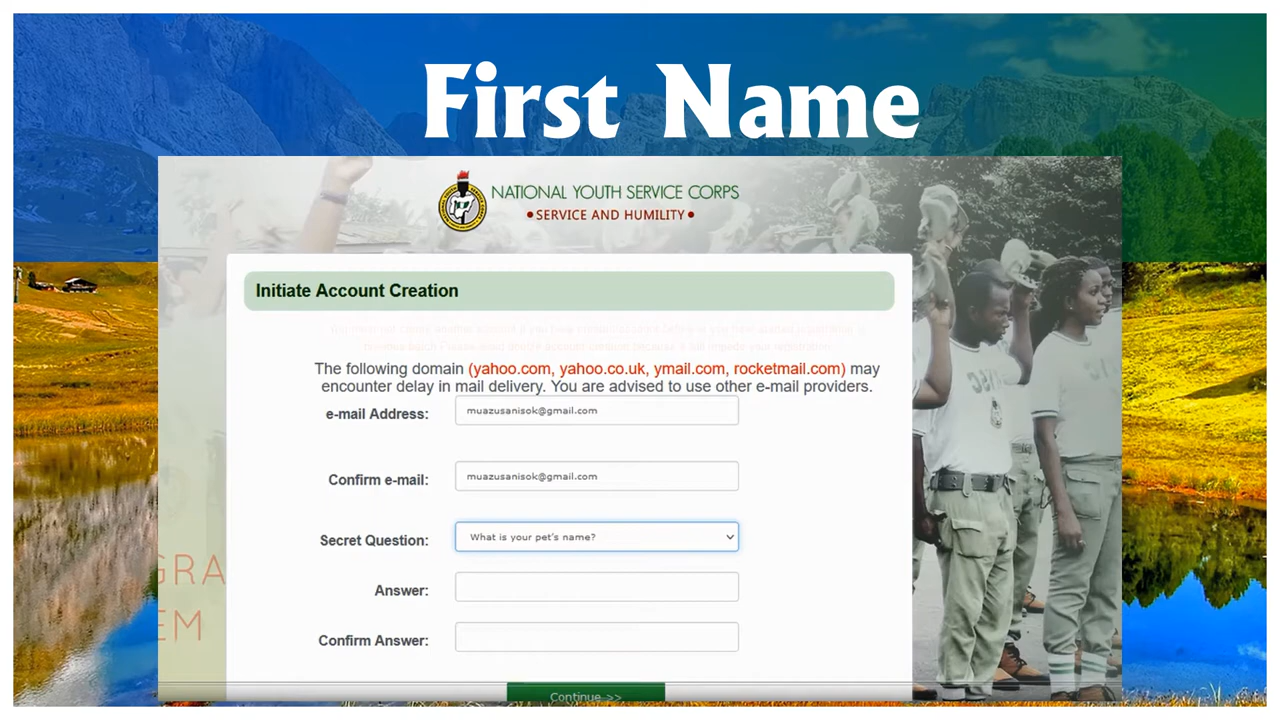 First Name
NATIONAL YOUTH SERVICE CORPS
•SERVICE AND HUMILITY•
Initiate Account Creation
The following domain (yahoo.com, yahoo.co.uk, ymail.com, rocketmail.com) may
encounter delay in mail delivery. You are advised to use other e-mail providers.
e-mail Address: muazusanisok@gmail.com
Confirm e-mail: muazusanisok@gmail.com
Secret Question: What is your pet's name?
Answer:
GRA
Confirm Answer:
EM
Continue >>